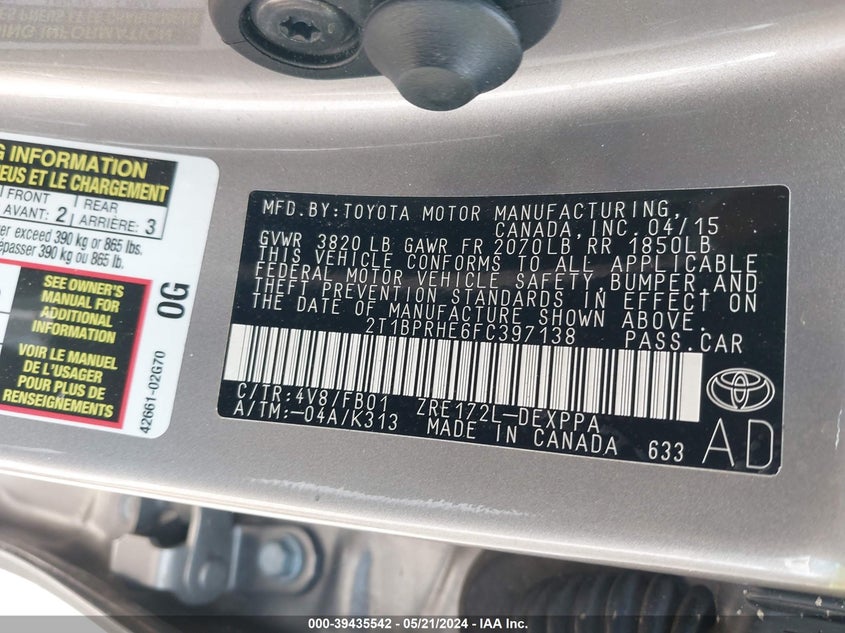 G INFORMATION
EUS ET LE CHARGEMENT
FRONT
AVANT: 2
REAR
ARRIÈRE: 3
er exceed 390 kg or 865 lbs.
épasser 390 kg ou 865 lb.
SEE OWNER'S
MANUAL FOR
ADDITIONAL
INFORMATION
VOIR LE MANUEL
DE L'USAGER
POUR PLUS DE
RENSEIGNEMENTS
0G
42661-02G70
MFD.BY:TOYOTA MOTOR MANUFACTURING,
CANADA,INC. 04/15
GVWR 3820 LB GAWR FR 2070LB, RR 1850LB
THIS VEHICLE CONFORMS TO ALL APPLICABLE
FEDERAL MOTOR VEHICLE SAFETY,BUMPER,AND
THEFT PREVENTION STANDARDS IN EFFECT ON
THE DATE OF MANUFACTURE SHOWN ABOVE.
2T1BPRHE6FC397138 PASS.CAR
C/TR:4V8/FB01 ZRE172L-DEXPPA
A/TM:-04A/K313 MADE IN CANADA 633
AD
000-39435542 - 05/21/2024 - IAA, Inc.